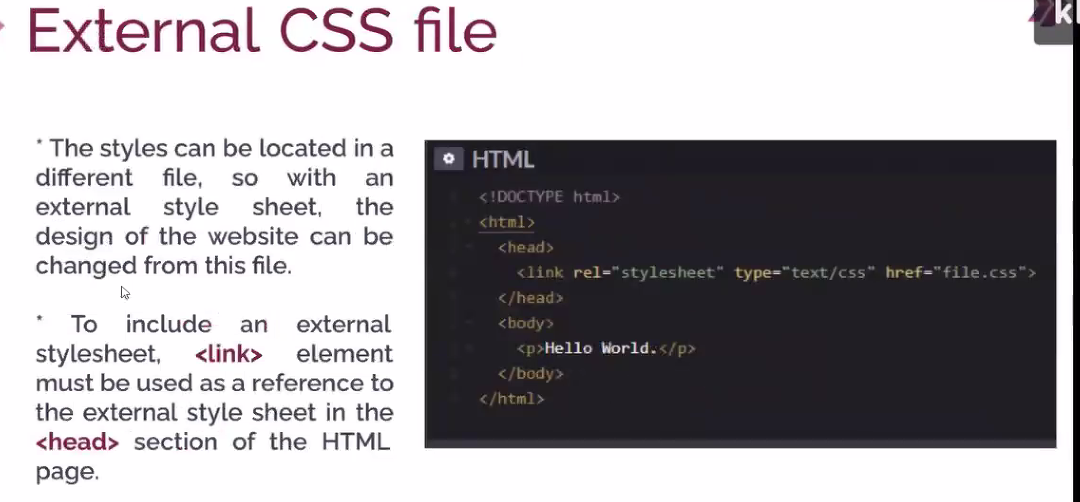 External CSS file
* The styles can be located in a
different file, so with an
external style sheet, the
design of the website can be
changed from this file.
* To include an external
stylesheet, <link> element
must be used as a reference to
the external style sheet in the
<head> section of the HTML
page.
HTML
<!DOCTYPE html>
<html>
<head>
<link rel="stylesheet" type="text/css" href="file.css">
</head>
<body>
<p>Hello World.</p>
</body>
</html>